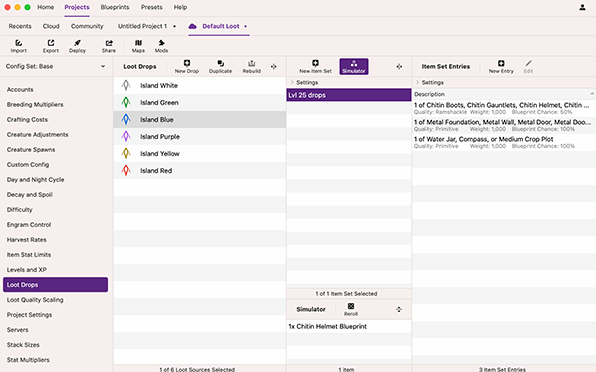 Home Projects Blueprints Presets Help
Recents Cloud Community Untitled Project 1 Default Loot
Import Export Deploy Share Maps Mods
Config Set: Base
Accounts
Breeding Multipliers
Crafting Costs
Creature Adjustments
Creature Spawns
Custom Config
Day and Night Cycle
Decay and Spoil
Difficulty
Engram Control
Harvest Rates
Item Stat Limits
Levels and XP
Loot Drops
Loot Quality Scaling
Project Settings
Servers
Stack Sizes
Stat Multipliers
Loot Drops
New Drop Duplicate Rebuild
Island White
Island Green
Island Blue
Island Purple
Island Yellow
Island Red
1 of 6 Loot Sources Selected
New Item Set Simulator
Settings
Lvl 25 drops
1 of 1 Item Set Selected
Simulator Reroll
1x Chitin Helmet Blueprint
1 item
Item Set Entries New Entry Edit
Settings
Description
1 of Chitin Boots, Chitin Gauntlets, Chitin Helmet, Chitin ...
Quality: Ramshackle Weight: 1,000 Blueprint Chance: 50%
1 of Metal Foundation, Metal Wall, Metal Door, Metal Doo...
Quality: Primitive Weight: 1,000 Blueprint Chance: 100%
1 of Water Jar, Compass, or Medium Crop Plot
Quality: Primitive Weight: 1,000 Blueprint Chance: 100%
3 Item Set Entries